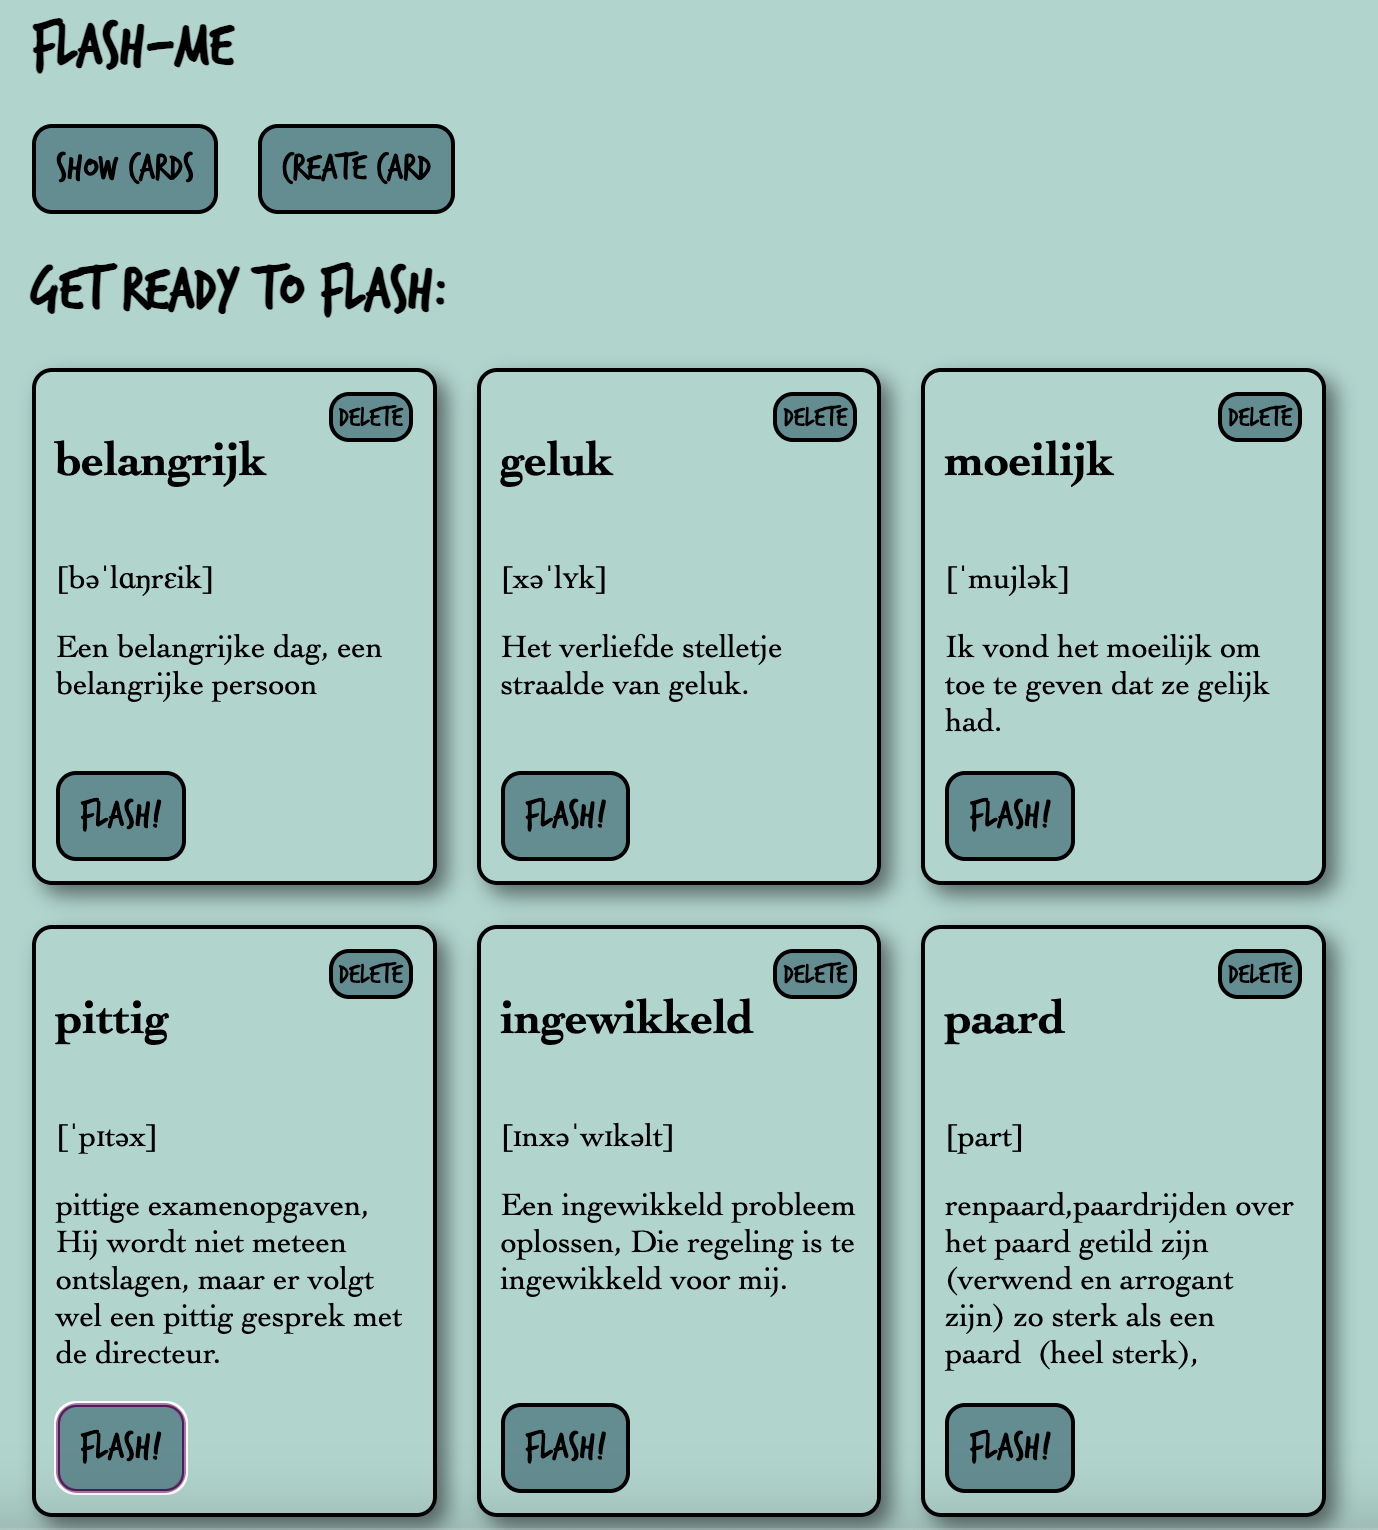 FLASH-ME
SHOW CARDS
CREATE CARD
GET READY TO FLASH:
DELETE
belangrijk
[bəˈlɑŋrɛik]
Een belangrijke dag, een
belangrijke persoon
FLASH!
DELETE
geluk
[xəˈlʏk]
Het verliefde stelletje
straalde van geluk.
FLASH!
DELETE
moeilijk
[ˈmujlək]
Ik vond het moeilijk om
toe te geven dat ze gelijk
had.
FLASH!
DELETE
pittig
[ˈpɪtəx]
pittige examenopgaven,
Hij wordt niet meteen
ontslagen, maar er volgt
wel een pittig gesprek met
de directeur.
FLASH!
DELETE
ingewikkeld
[ɪnxəˈwɪkəlt]
Een ingewikkeld probleem
oplossen, Die regeling is te
ingewikkeld voor mij.
FLASH!
DELETE
paard
[part]
renpaard,paardrijden over
het paard getild zijn
(verwend en arrogant
zijn) zo sterk als een
paard  (heel sterk),
FLASH!